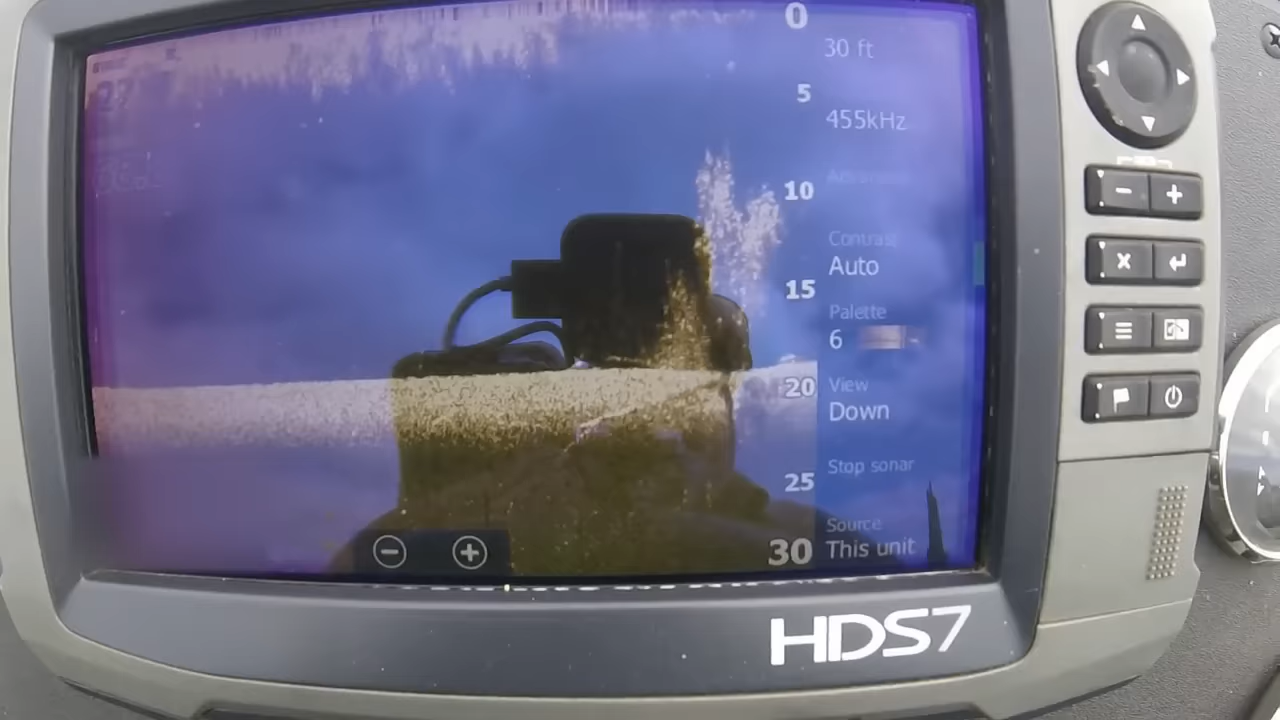 0
30 ft
5
455kHz
10
Contrast
Auto
15
Palette
6
20
View
Down
Stop sonar
25
Source
30
This unit
HDS7